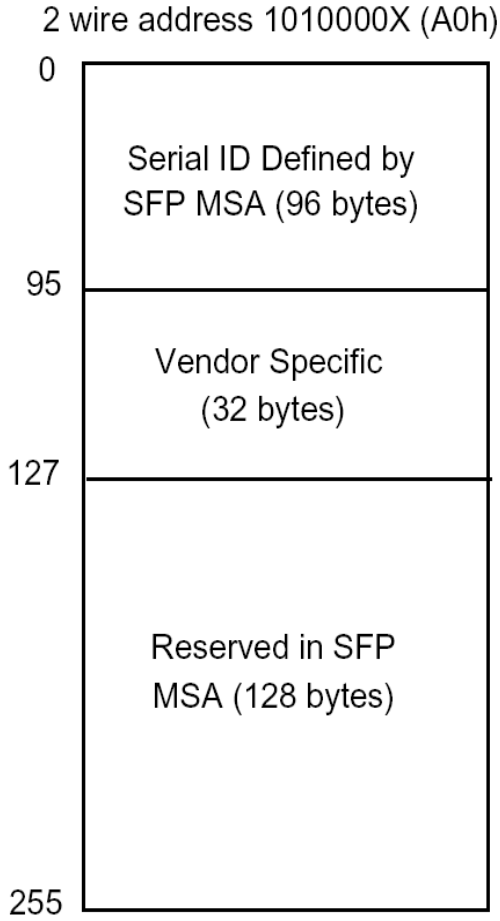 2 wire address 1010000X (A0h)
0
Serial ID Defined by
SFP MSA (96 bytes)
95
Vendor Specific
(32 bytes)
127
Reserved in SFP
MSA (128 bytes)
255